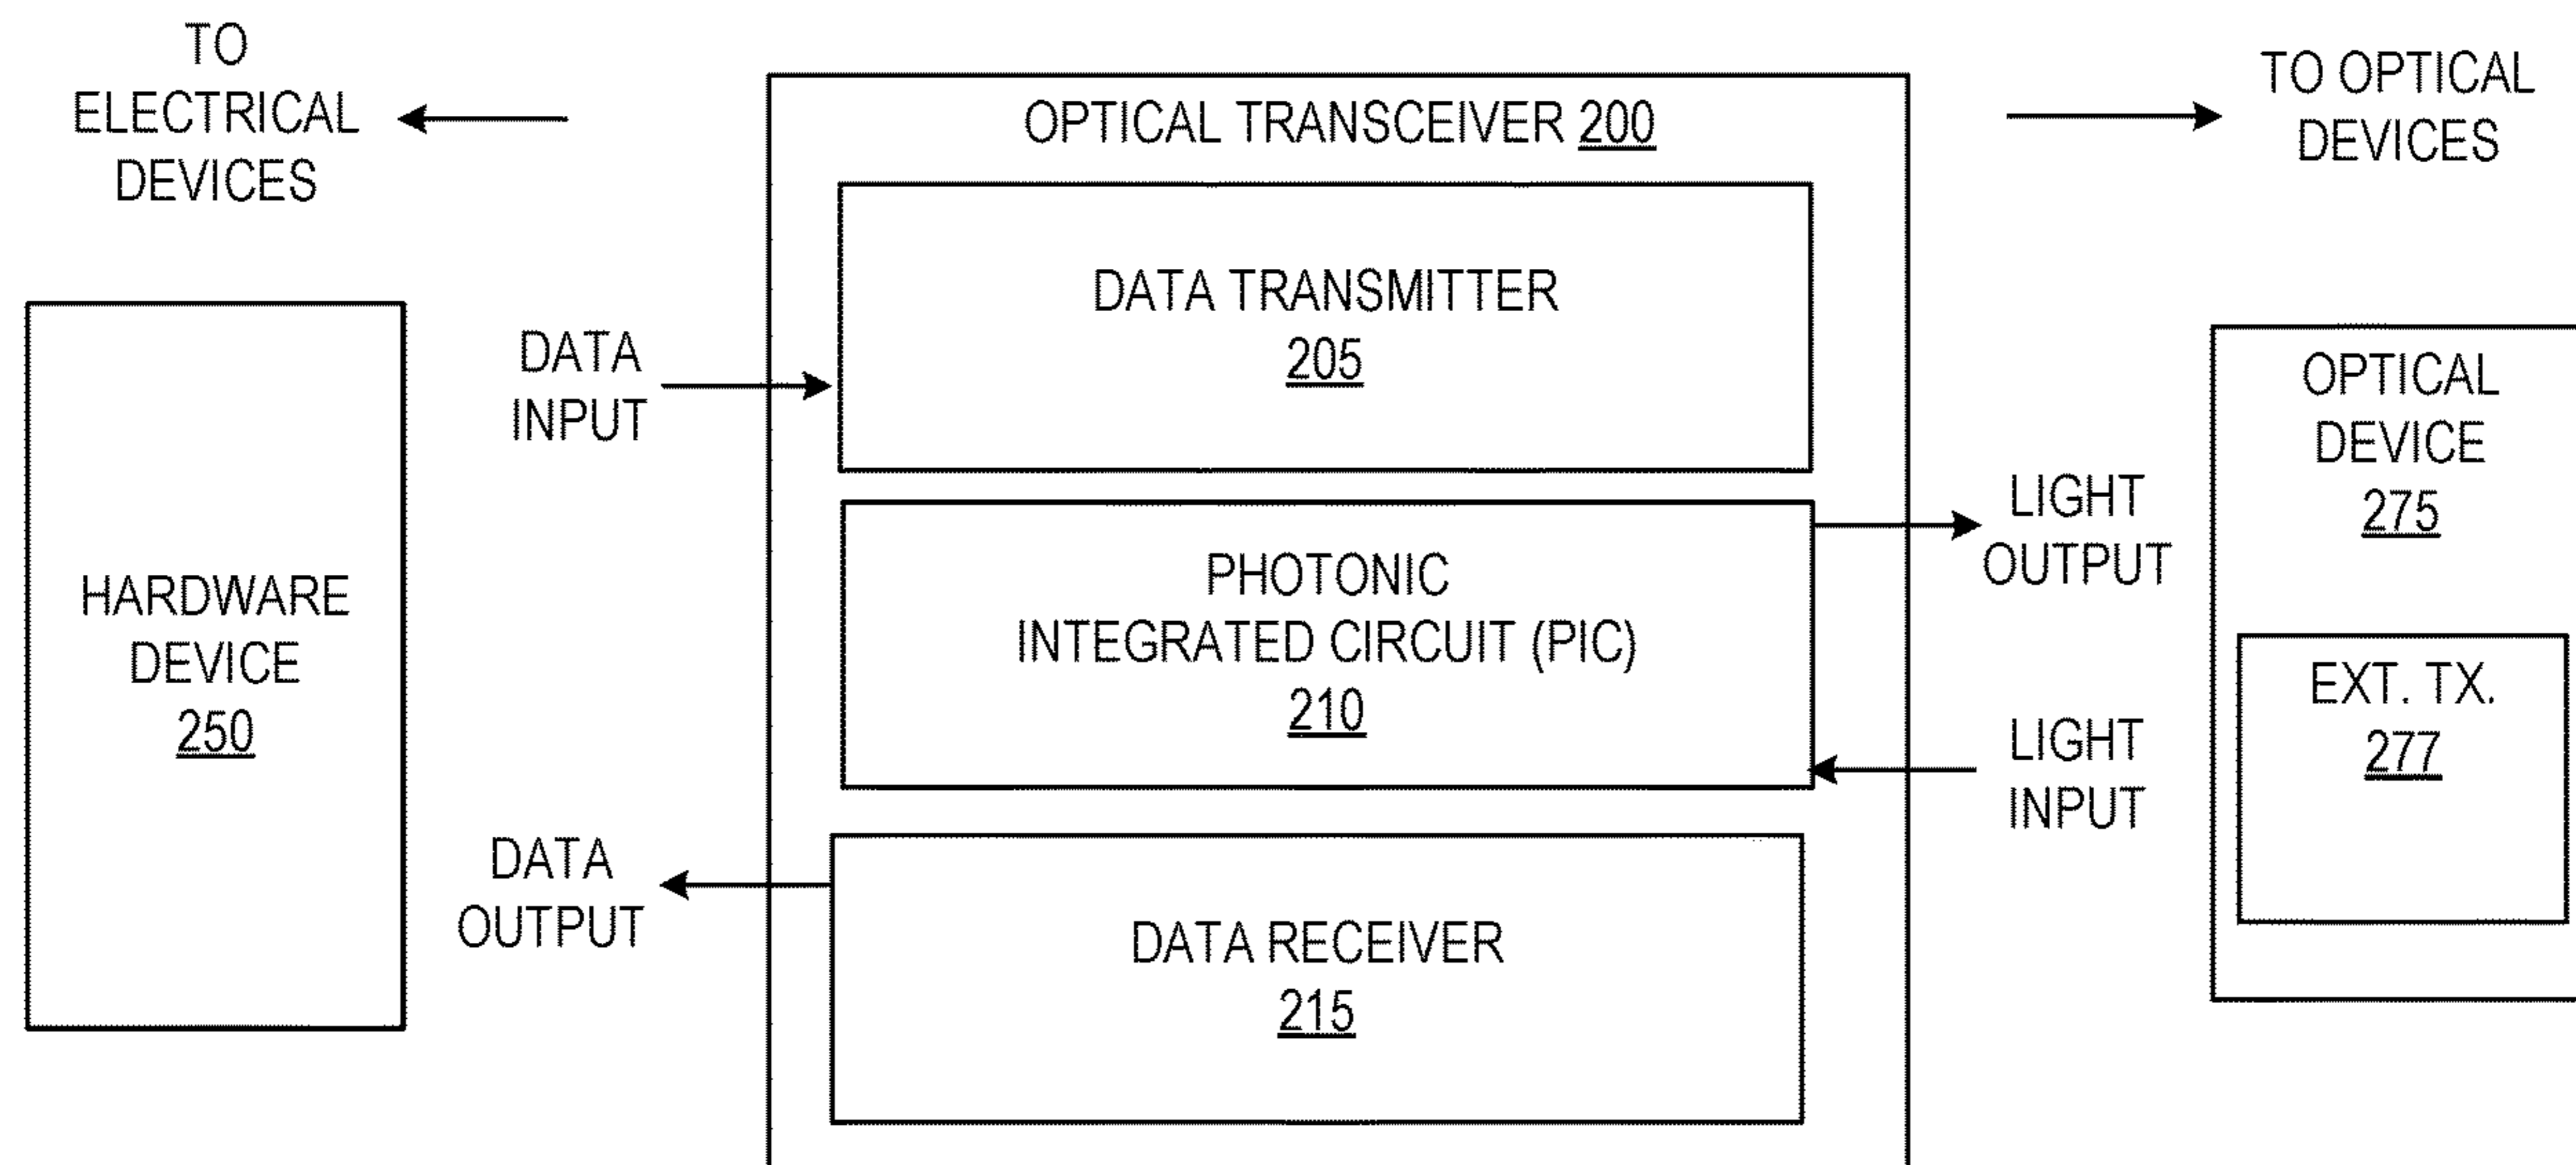 TO
ELECTRICAL
DEVICES
OPTICAL TRANSCEIVER 200
TO OPTICAL
DEVICES
DATA TRANSMITTER
205
DATA
INPUT
HARDWARE
DEVICE
250
PHOTONIC
INTEGRATED CIRCUIT (PIC)
210
LIGHT
OUTPUT
LIGHT
INPUT
OPTICAL
DEVICE
275
EXT. TX.
277
DATA
OUTPUT
DATA RECEIVER
215